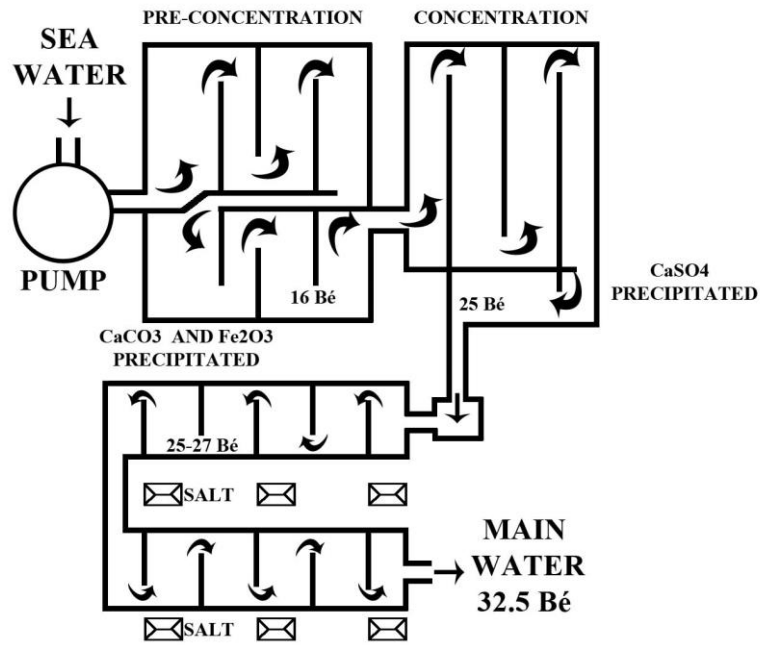 PRE-CONCENTRATION
CONCENTRATION
SEA
WATER
PUMP
16 Bé
25 Bé
CaSO4
PRECIPITATED
CaCO3 AND Fe2O3
PRECIPITATED
25-27 Bé
SALT
MAIN
WATER
32.5 Bé
SALT